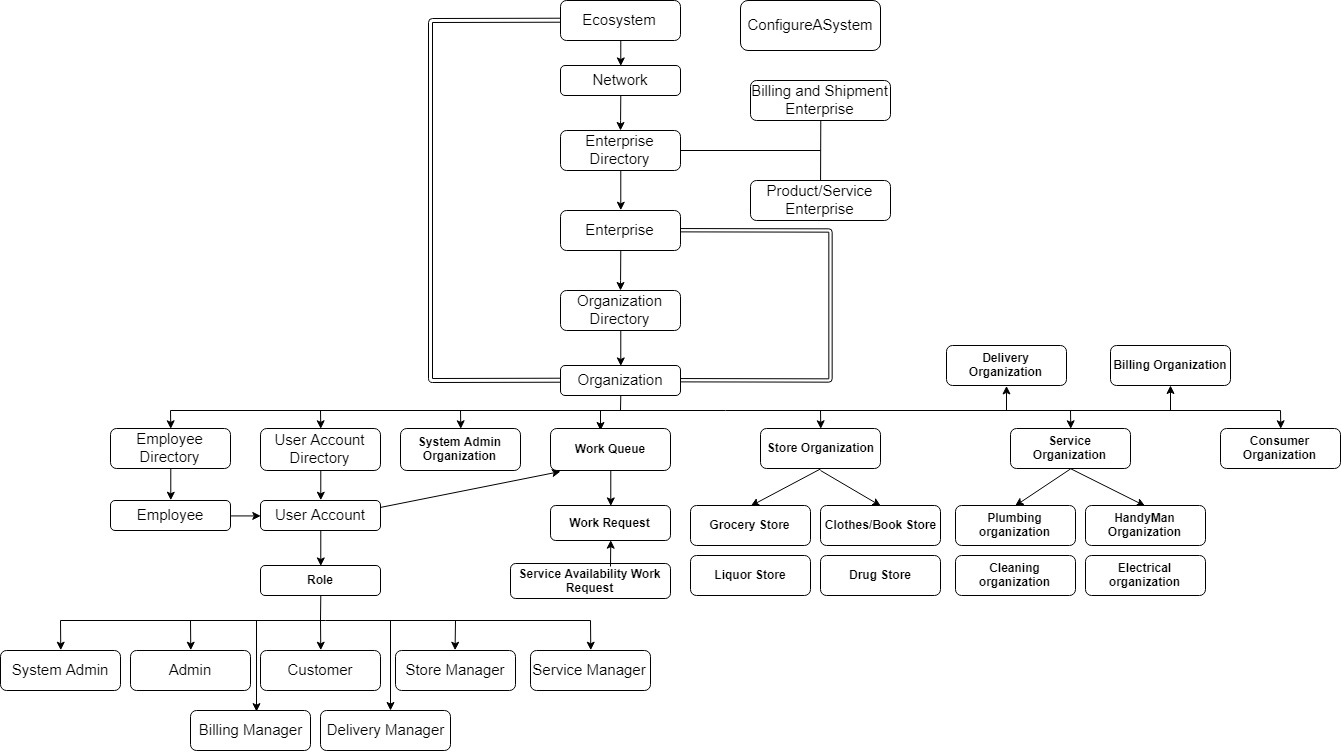 Ecosystem
ConfigureASystem
Network
Billing and Shipment
Enterprise
Enterprise
Directory
Product/Service
Enterprise
Enterprise
Organization
Directory
Organization
Delivery
Organization
Billing Organization
Employee
Directory
User Account
Directory
System Admin
Organization
Work Queue
Store Organization
Service
Organization
Consumer
Organization
Employee
User Account
Work Request
Grocery Store
Clothes/Book Store
Plumbing
organization
HandyMan
Organization
Role
Service Availability Work
Request
Liquor Store
Drug Store
Cleaning
organization
Electrical
organization
System Admin
Admin
Customer
Store Manager
Service Manager
Billing Manager
Delivery Manager